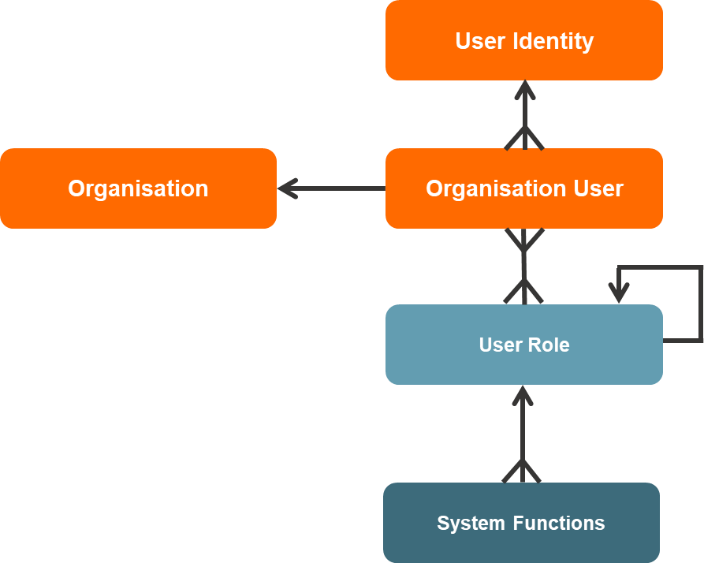 User Identity
Organisation
Organisation User
User Role
System Functions